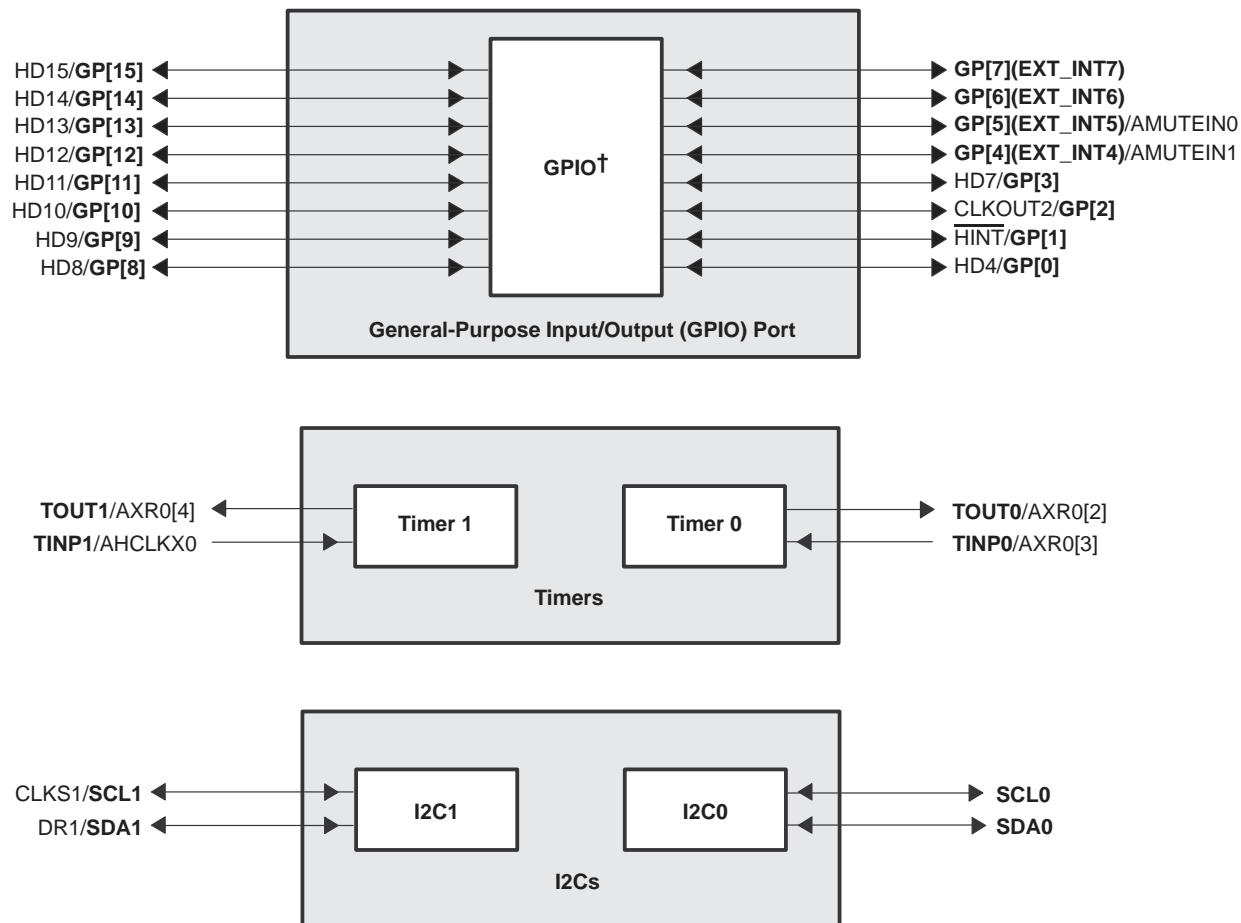 HD15/GP[15]
HD14/GP[14]
HD13/GP[13]
HD12/GP[12]
HD11/GP[11]
HD10/GP[10]
HD9/GP[9]
HD8/GP[8]
GPIO†
GP[7](EXT_INT7)
GP[6](EXT_INT6)
GP[5](EXT_INT5)/AMUTEIN0
GP[4](EXT_INT4)/AMUTEIN1
HD7/GP[3]
CLKOUT2/GP[2]
H̅I̅N̅T̅/GP[1]
HD4/GP[0]
General-Purpose Input/Output (GPIO) Port
TOUT1/AXR0[4]
TINP1/AHCLKX0
Timer 1
Timer 0
TOUT0/AXR0[2]
TINP0/AXR0[3]
Timers
CLKS1/SCL1
DR1/SDA1
I2C1
I2C0
SCL0
SDA0
I2Cs